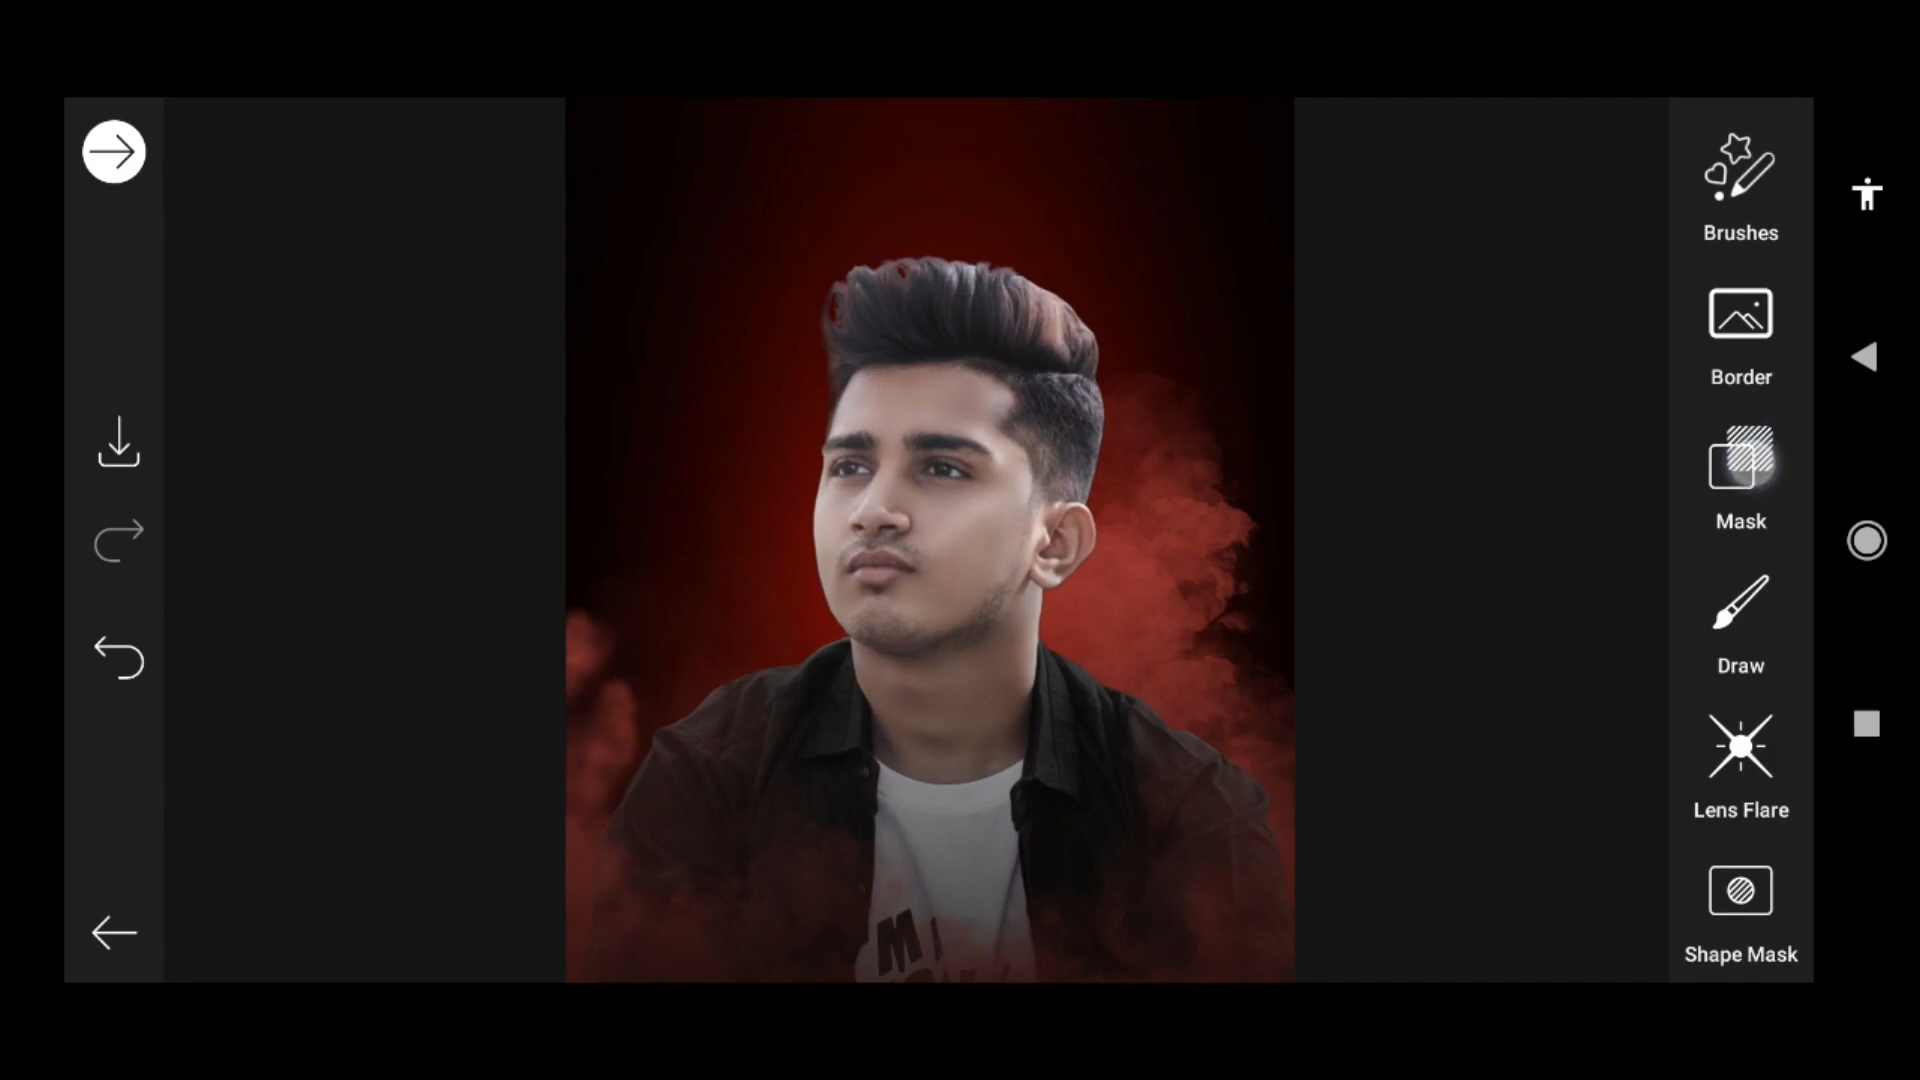 Brushes
Border
Mask
Draw
Lens Flare
Shape Mask
M